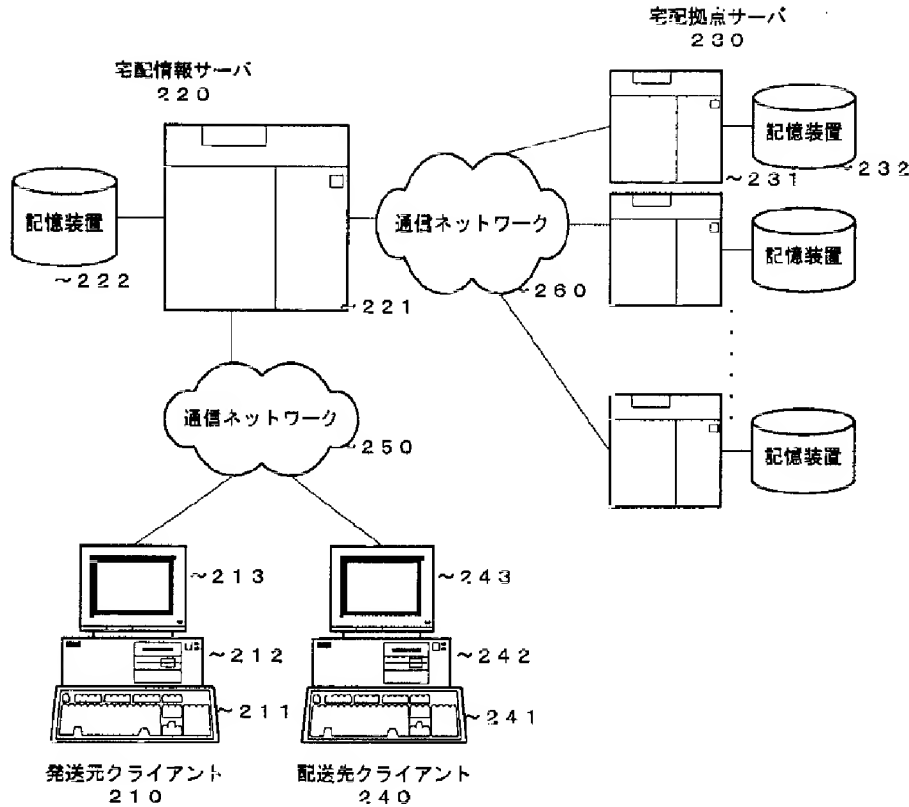 宅配拠点サーバ
230
宅配情報サーバ
220
記憶装置
~231
~232
記憶装置
通信ネットワーク
記憶装置
~222
~221
~260
通信ネットワーク
~250
記憶装置
~213
~243
~212
~242
~211
~241
発送元クライアント
210
配送先クライアント
240